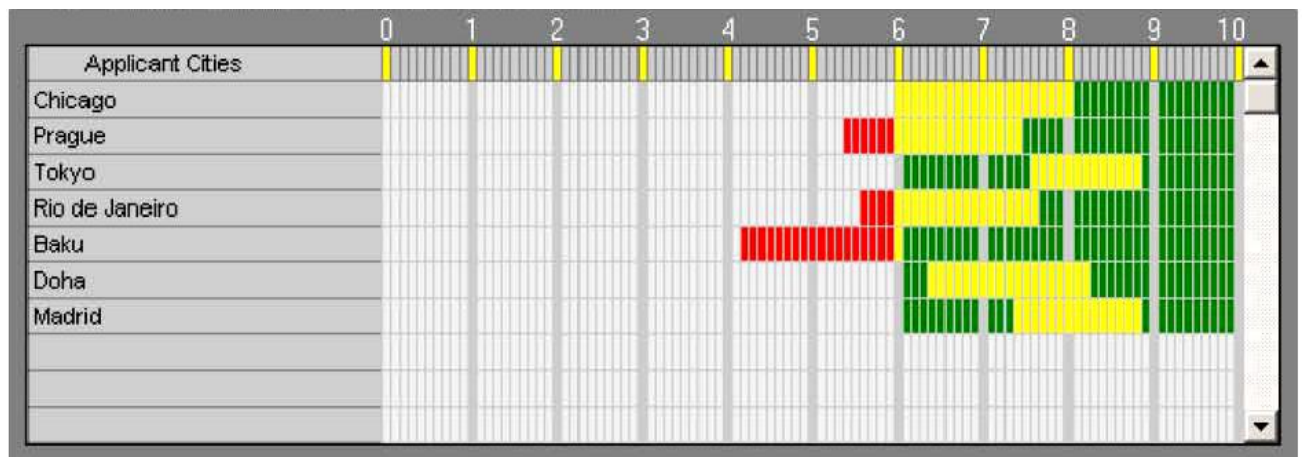 0 1 2 3 4 5 6 7 8 9 10
Applicant Cities
Chicago
Prague
Tokyo
Rio de Janeiro
Baku
Doha
Madrid